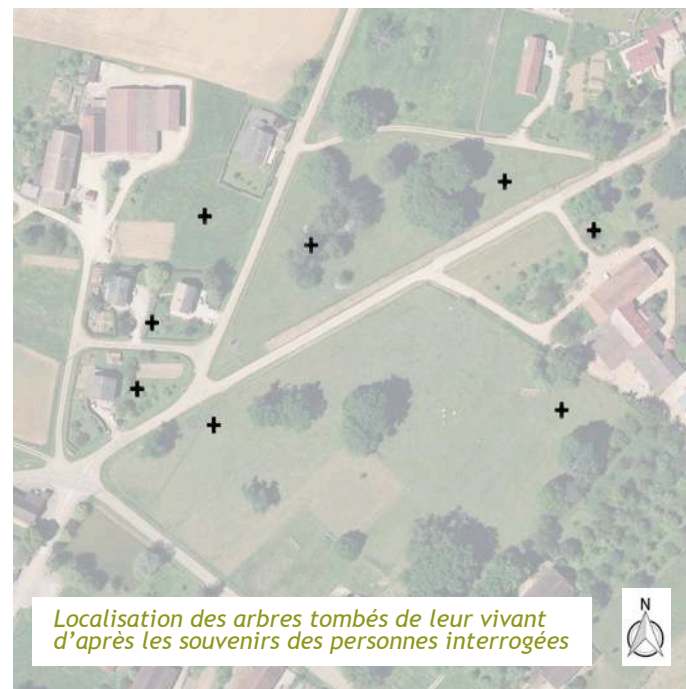 Localisation des arbres tombés de leur vivant
d’après les souvenirs des personnes interrogées
N